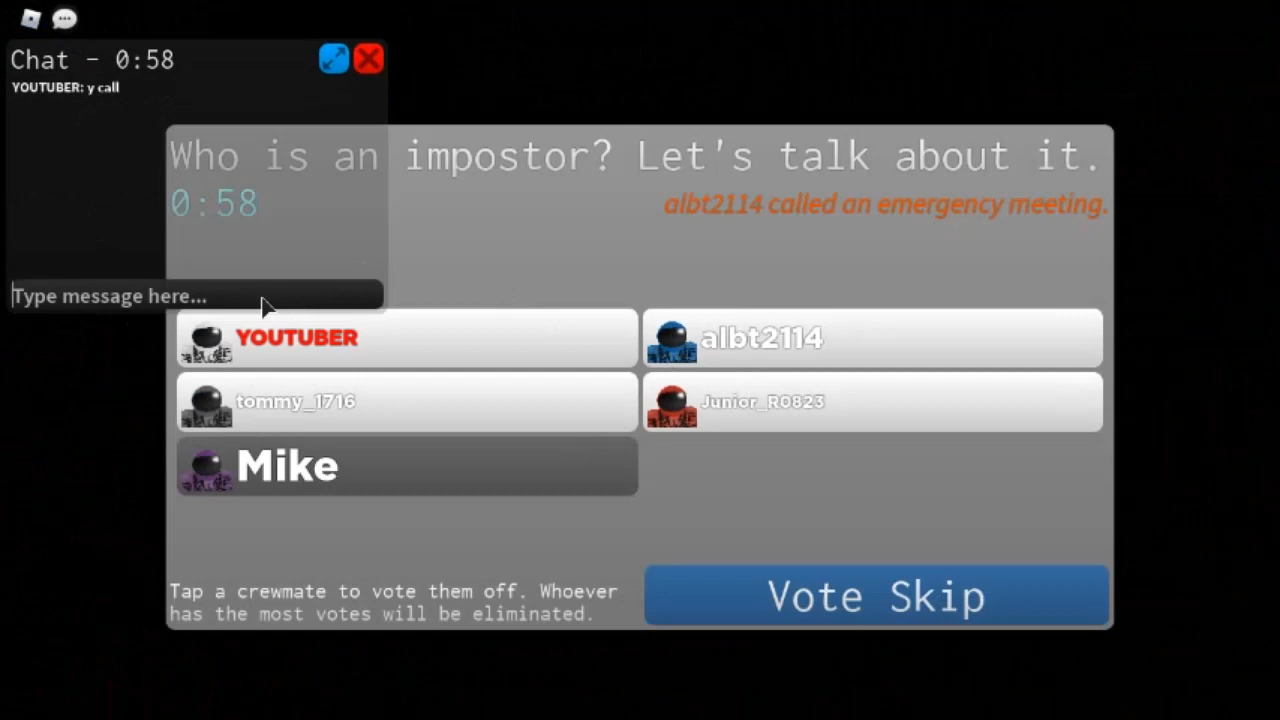 Chat - 0:58
YOUTUBER: y call
Who is an impostor? Let's talk about it.
0:58
albt2114 called an emergency meeting.
Type message here...
YOUTUBER
albt2114
tommy_1716
Junior_R0823
Mike
Tap a crewmate to vote them off. Whoever
has the most votes will be eliminated.
Vote Skip